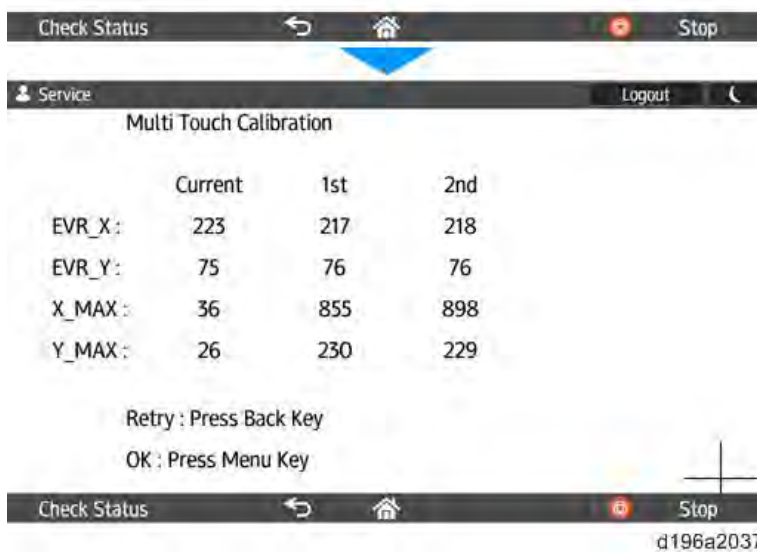 Check Status Stop
Service Logout
Multi Touch Calibration
Current 1st 2nd
EVR_X : 223 217 218
EVR_Y : 75 76 76
X_MAX : 36 855 898
Y_MAX : 26 230 229
Retry : Press Back Key
OK : Press Menu Key
Check Status Stop
d196a2037